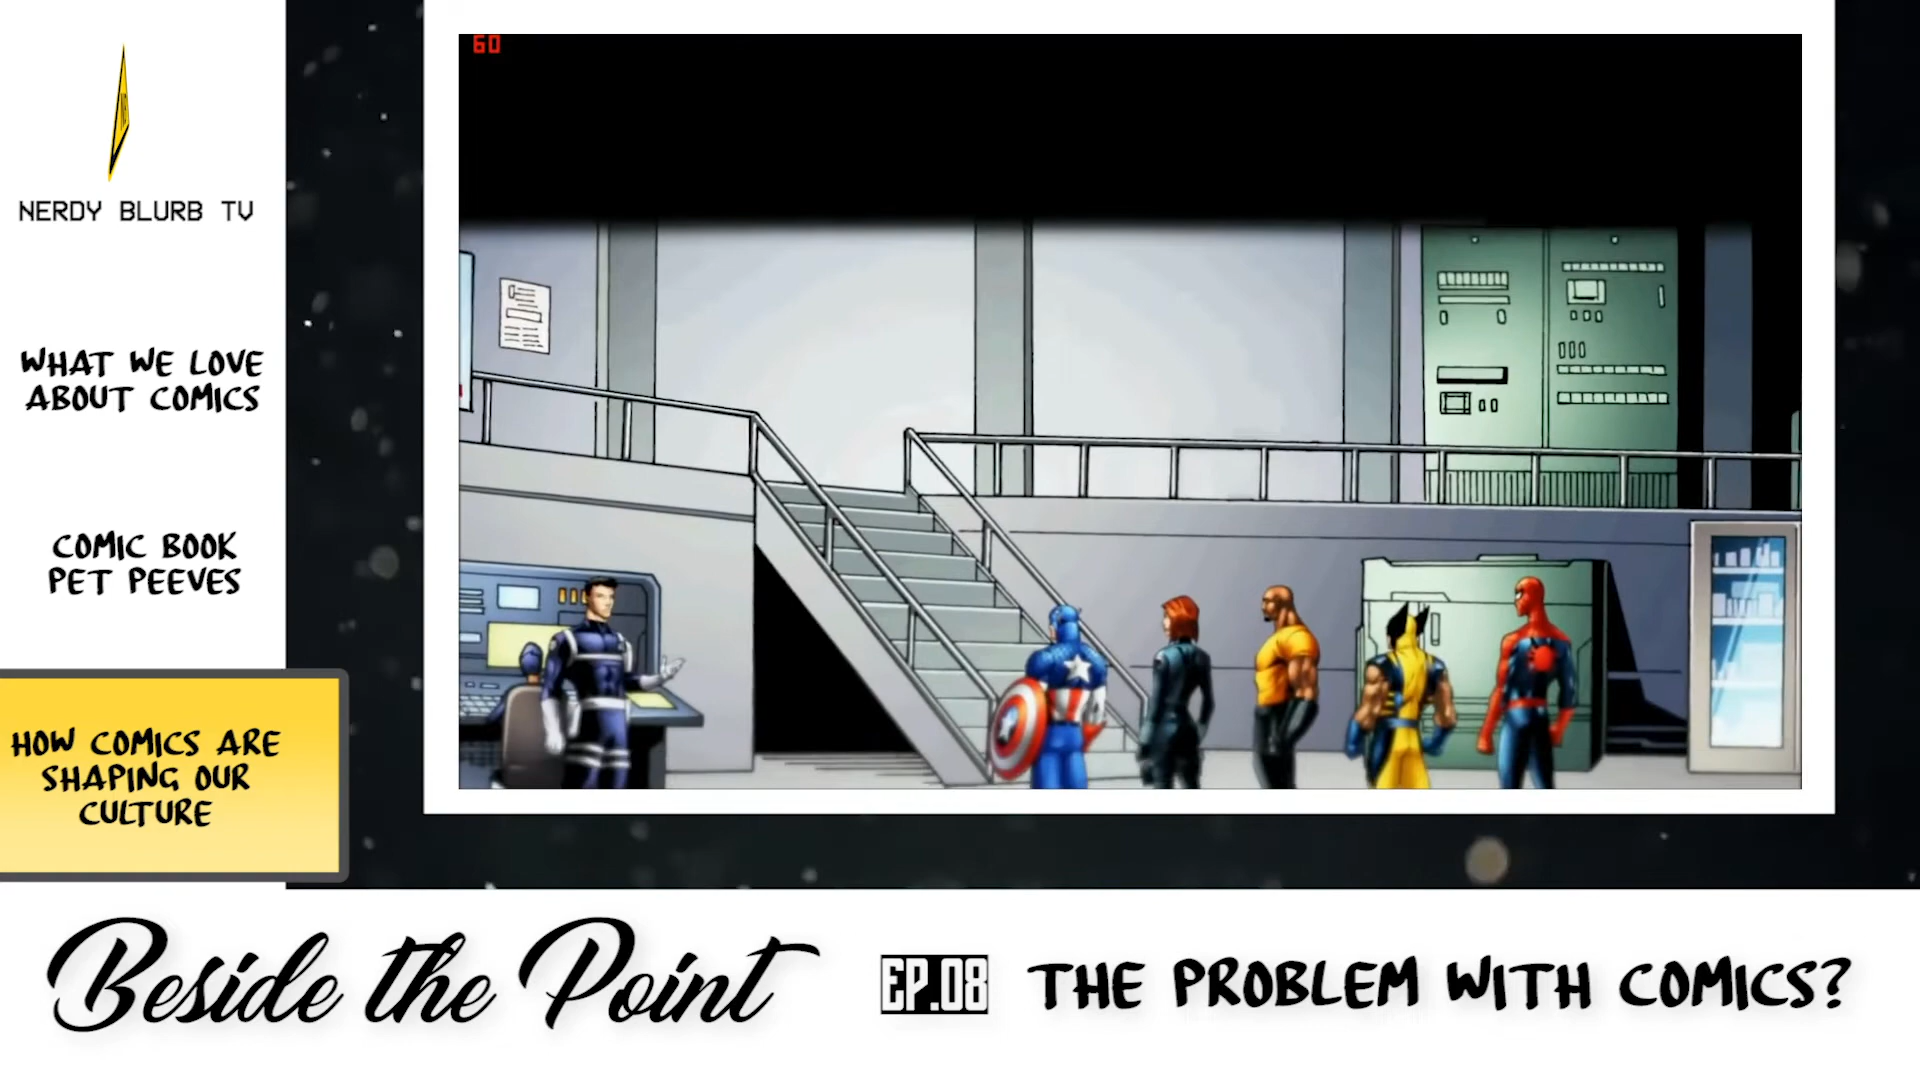 60
NERDY BLURB TV
WHAT WE LOVE
ABOUT COMICS
COMIC BOOK
PET PEEVES
HOW COMICS ARE
SHAPING OUR
CULTURE
Beside the Point
EP.08
THE PROBLEM WITH COMICS?